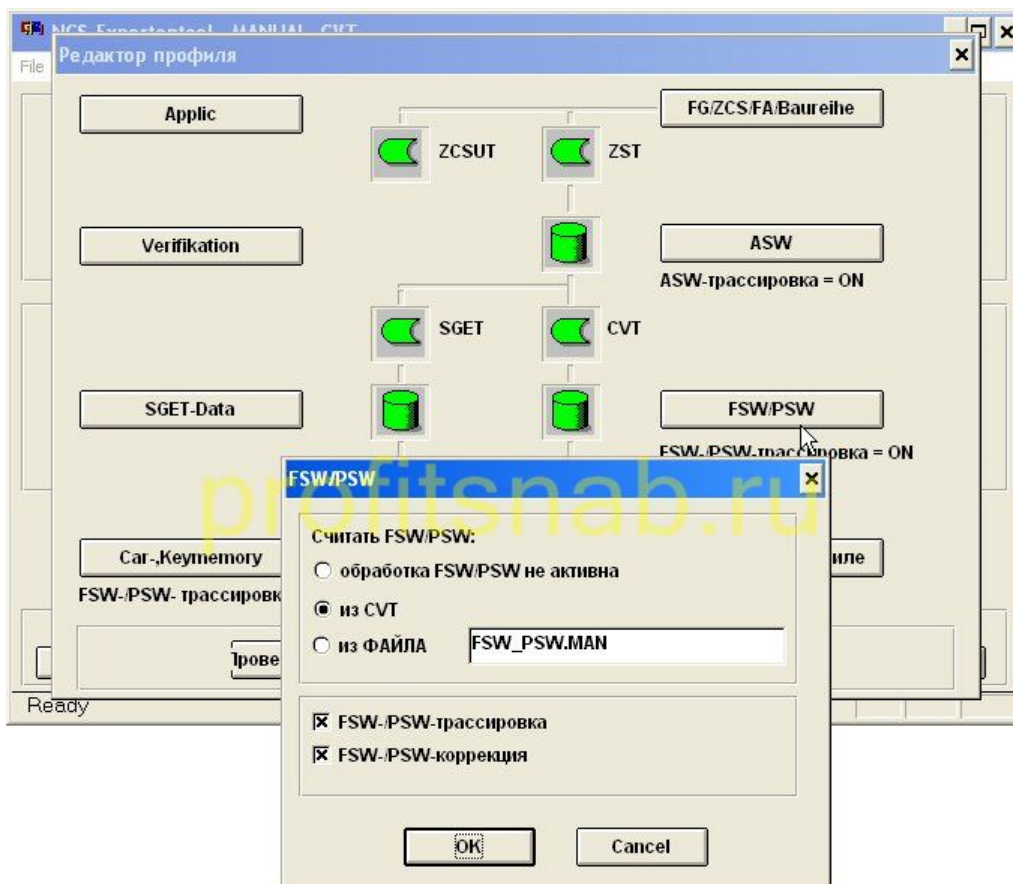 NCS-Expertentool - MANUAL - CVT
File
Редактор профиля
Applic
FG/ZCS/FA/Baureihe
ZCSUT
ZST
Verifikation
ASW
ASW-трассировка = ON
SGET
CVT
SGET-Data
FSW/PSW
FSW-/PSW-трассировка = ON
profitsnab.ru
FSW/PSW
Считать FSW/PSW:
Car-,Keymemory
обработка FSW/PSW не активна
FSW-/PSW- трассировк
из CVT
из ФАЙЛА
FSW_PSW.MAN
Ready
FSW-/PSW-трассировка
FSW-/PSW-коррекция
OK
Cancel